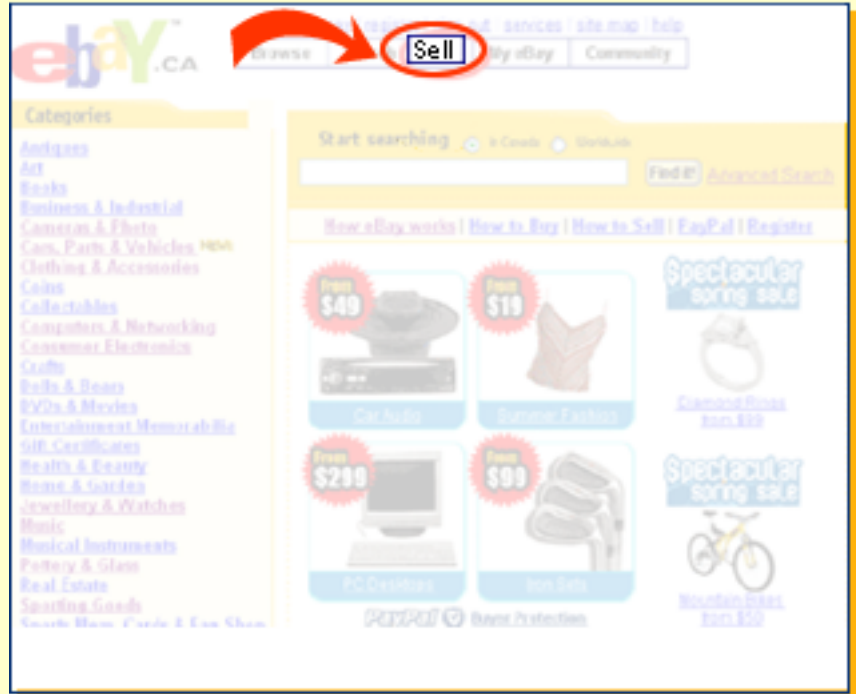 ebaY.CA
services | site map | help
Browse Sell My eBay Community
Categories
Start searching in Canada Worldwide
Find it! Advanced Search
Antiques
Art
Books
Business & Industrial
Cameras & Photo
Cars, Parts & Vehicles NEW!
Clothing & Accessories
Coins
Collectables
Computers & Networking
Consumer Electronics
Crafts
Dolls & Bears
DVDs & Movies
Entertainment Memorabilia
Gift Certificates
Health & Beauty
Home & Garden
Jewellery & Watches
Music
Musical Instruments
Pottery & Glass
Real Estate
Sporting Goods
Sports Mem, Cards & Fan Shop
How eBay works | How to Buy | How to Sell | PayPal | Register
From
$49
Car Audio
From
$19
Summer Fashion
Spectacular
spring sale
Diamond Rings
from $99
From
$299
PC Desktops
From
$99
Iron Sets
Spectacular
spring sale
Mountain Bikes
from $50
PayPal Buyer Protection